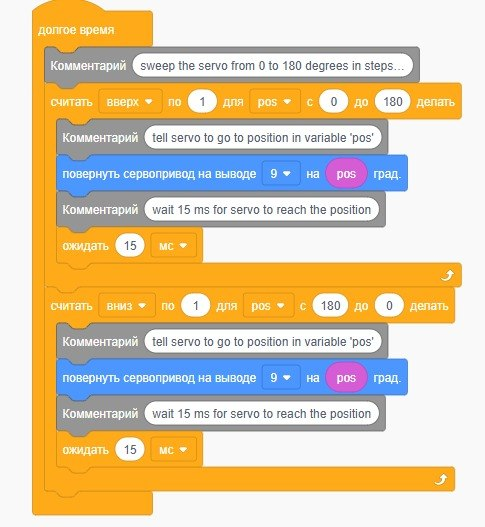 долгое время
Комментарий sweep the servo from 0 to 180 degrees in steps...
считать вверх по 1 для pos с 0 до 180 делать
Комментарий tell servo to go to position in variable 'pos'
повернуть сервопривод на выводе 9 на pos град.
Комментарий wait 15 ms for servo to reach the position
ожидать 15 мс
считать вниз по 1 для pos с 180 до 0 делать
Комментарий tell servo to go to position in variable 'pos'
повернуть сервопривод на выводе 9 на pos град.
Комментарий wait 15 ms for servo to reach the position
ожидать 15 мс